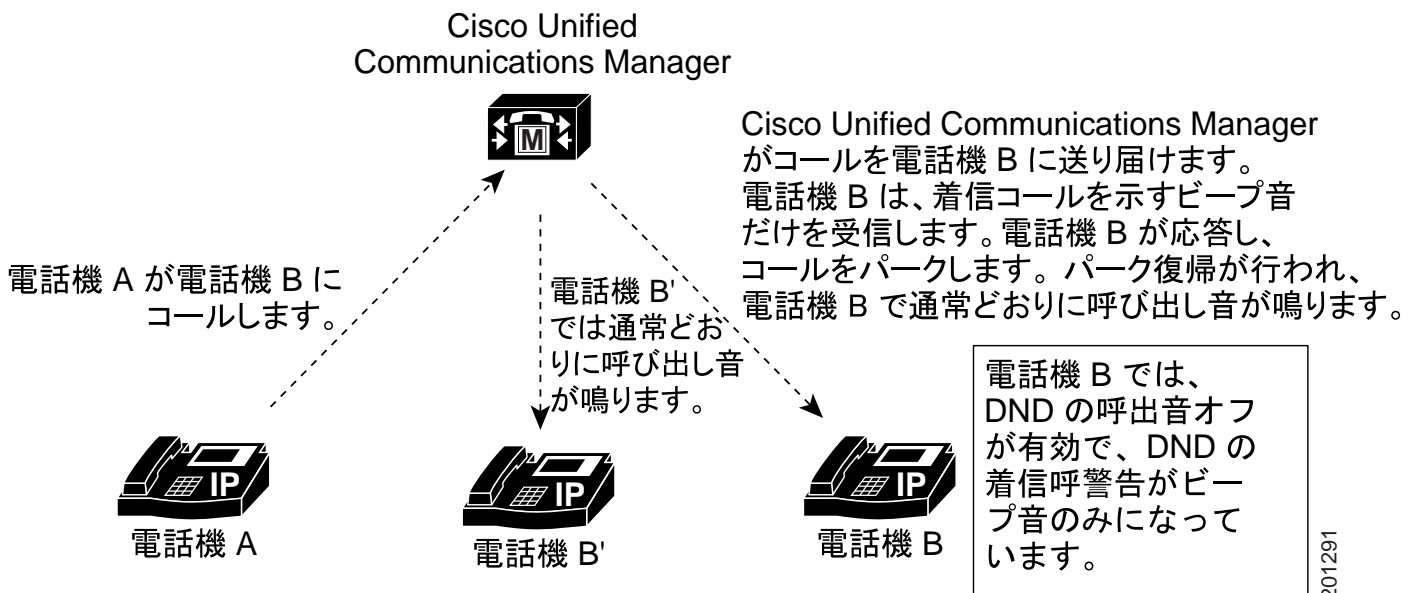 Cisco Unified
Communications Manager
M
Cisco Unified Communications Manager
がコールを電話機 B に送り届けます。
電話機 B は、着信コールを示すビープ音
だけを受信します。電話機 B が応答し、
コールをパークします。パーク復帰が行われ、
電話機 B で通常どおりに呼び出し音が鳴ります。
電話機 A が電話機 B に
コールします。
電話機 B'
では通常どお
りに呼び出し音
が鳴ります。
電話機 B では、
DND の呼出音オフ
が有効で、DND の
着信呼警告がビー
プ音のみになって
います。
IP
電話機 A
IP
電話機 B'
IP
電話機 B
201291